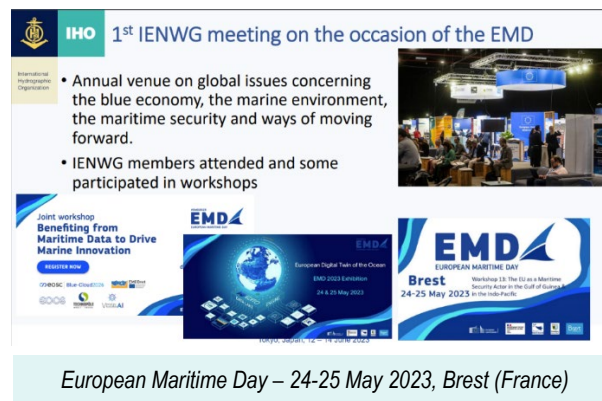 IHO
1st IENWG meeting on the occasion of the EMD
International
Hydrographic
Organization
• Annual venue on global issues concerning
the blue economy, the marine environment,
the maritime security and ways of moving
forward.
• IENWG members attended and some
participated in workshops
Joint workshop
Benefiting from
Maritime Data to Drive
Marine Innovation
REGISTER NOW
EMD
EMD
European Digital Twin of the Ocean
EMD 2023 Exhibition
24 & 25 May 2023
EMD
EUROPEAN MARITIME DAY
Brest
24-25 May 2023
Workshop 13: The EU as a Maritime
Security Actor in the Gulf of Guinea &
in the Indo-Pacific
Tokyo, Japan, 12 – 14 June 2023
European Maritime Day – 24-25 May 2023, Brest (France)